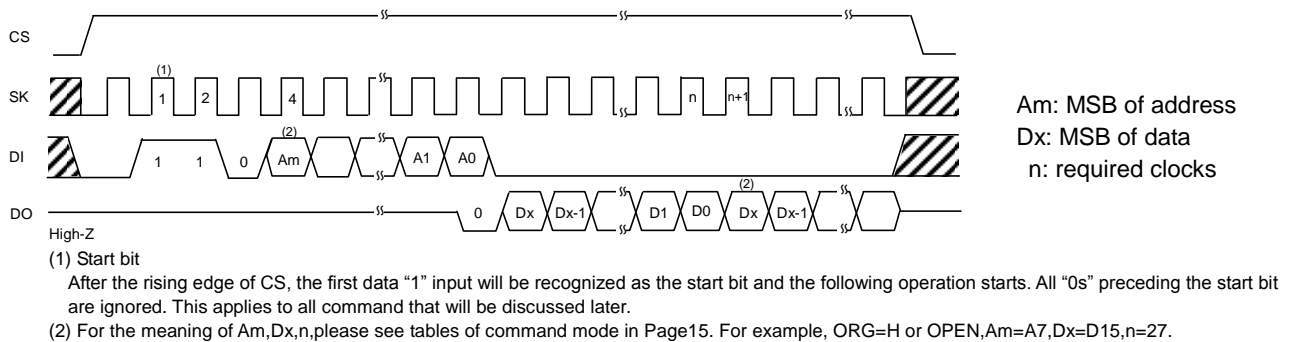 CS
SK
(1)
1
2
4
n
n+1
DI
1
1
0
(2)
Am
A1
A0
DO
0
Dx
Dx-1
D1
D0
(2)
Dx
Dx-1
High-Z
Am: MSB of address
Dx: MSB of data
n: required clocks
(1) Start bit
After the rising edge of CS, the first data “1” input will be recognized as the start bit and the following operation starts. All “0s” preceding the start bit
are ignored. This applies to all command that will be discussed later.
(2) For the meaning of Am,Dx,n,please see tables of command mode in Page15. For example, ORG=H or OPEN,Am=A7,Dx=D15,n=27.